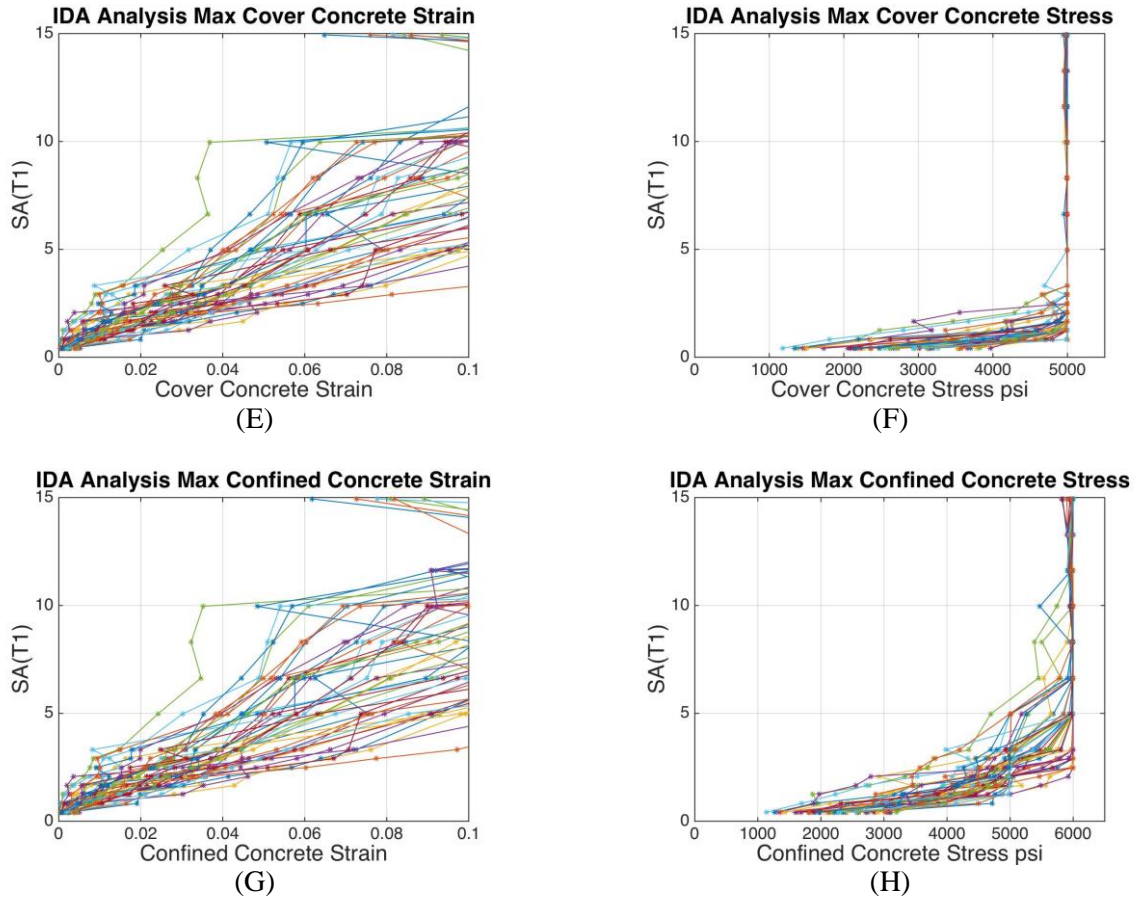 IDA Analysis Max Cover Concrete Strain
15
10
5
0
SA(T1)
0 0.02 0.04 0.06 0.08 0.1
Cover Concrete Strain
(E)
IDA Analysis Max Cover Concrete Stress
15
10
5
0
SA(T1)
0 1000 2000 3000 4000 5000
Cover Concrete Stress psi
(F)
IDA Analysis Max Confined Concrete Strain
15
10
5
0
SA(T1)
0 0.02 0.04 0.06 0.08 0.1
Confined Concrete Strain
(G)
IDA Analysis Max Confined Concrete Stress
15
10
5
0
SA(T1)
0 1000 2000 3000 4000 5000 6000
Confined Concrete Stress psi
(H)